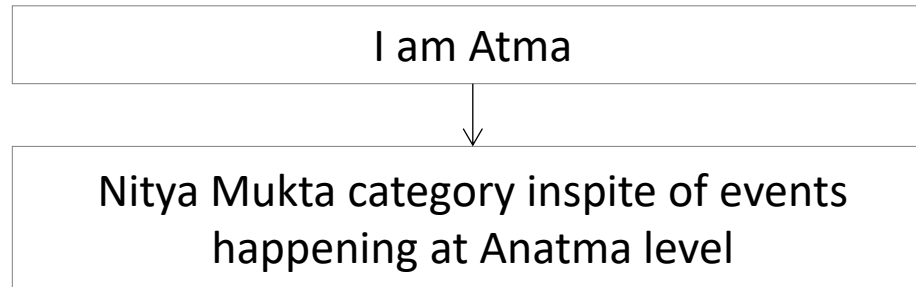 I am Atma
Nitya Mukta category inspite of events
happening at Anatma level